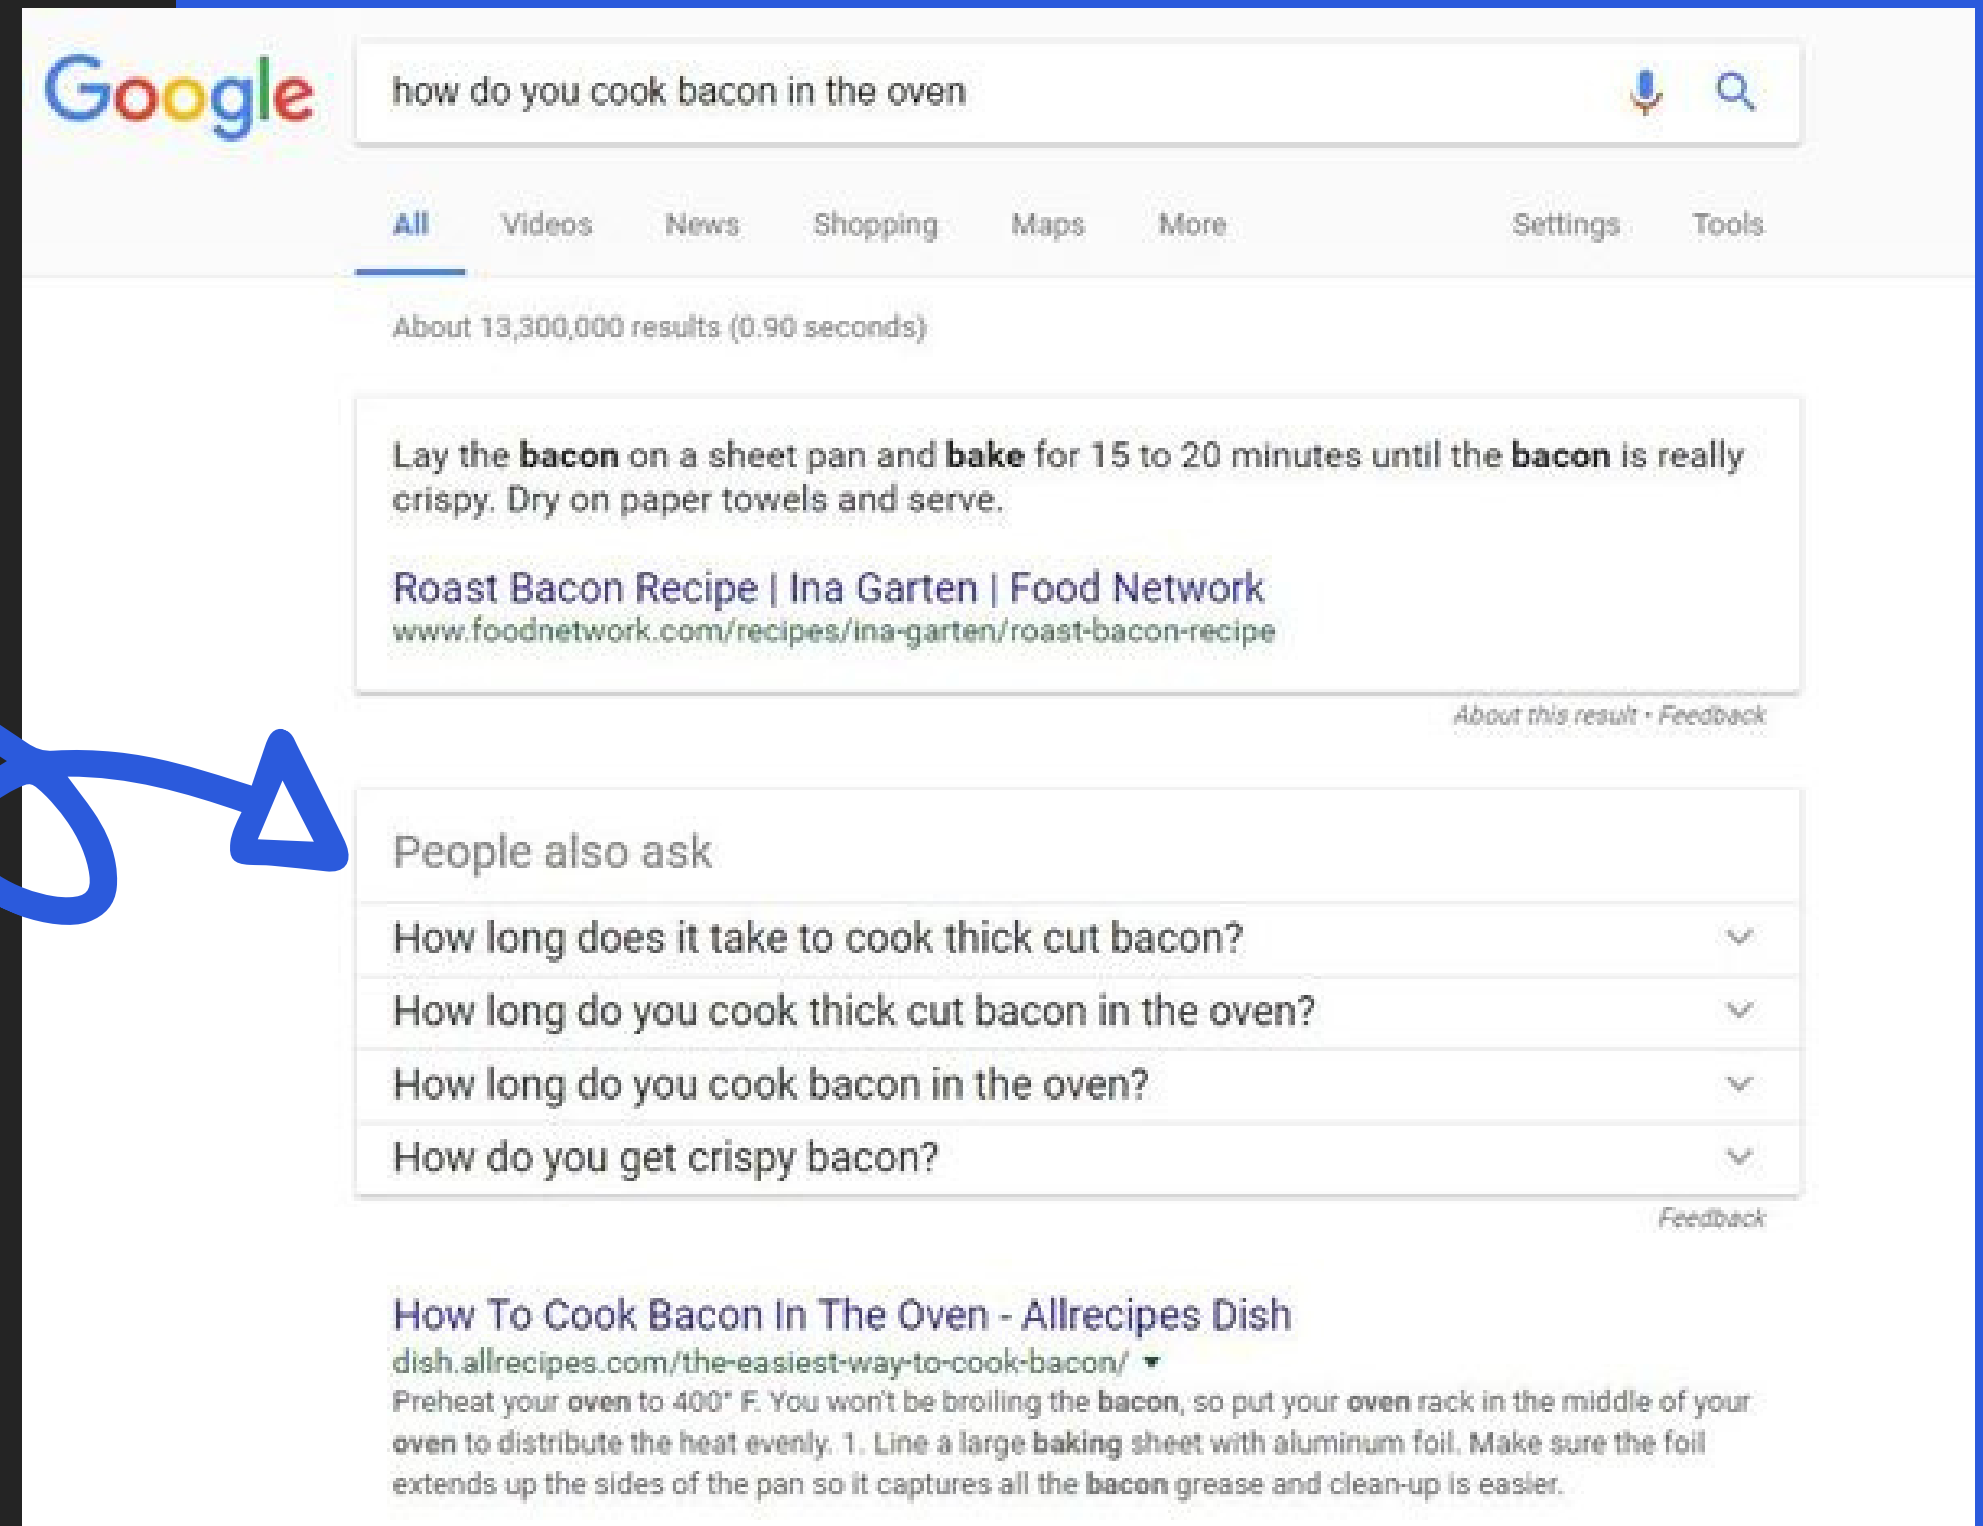 Google
how do you cook bacon in the oven
All Videos News Shopping Maps More Settings Tools
About 13,300,000 results (0.90 seconds)
Lay the bacon on a sheet pan and bake for 15 to 20 minutes until the bacon is really
crispy. Dry on paper towels and serve.
Roast Bacon Recipe | Ina Garten | Food Network
www.foodnetwork.com/recipes/ina-garten/roast-bacon-recipe
About this result • Feedback
People also ask
How long does it take to cook thick cut bacon?
How long do you cook thick cut bacon in the oven?
How long do you cook bacon in the oven?
How do you get crispy bacon?
Feedback
How To Cook Bacon In The Oven - Allrecipes Dish
dish.allrecipes.com/the-easiest-way-to-cook-bacon/
Preheat your oven to 400° F. You won't be broiling the bacon, so put your oven rack in the middle of your
oven to distribute the heat evenly. 1. Line a large baking sheet with aluminum foil. Make sure the foil
extends up the sides of the pan so it captures all the bacon grease and clean-up is easier.